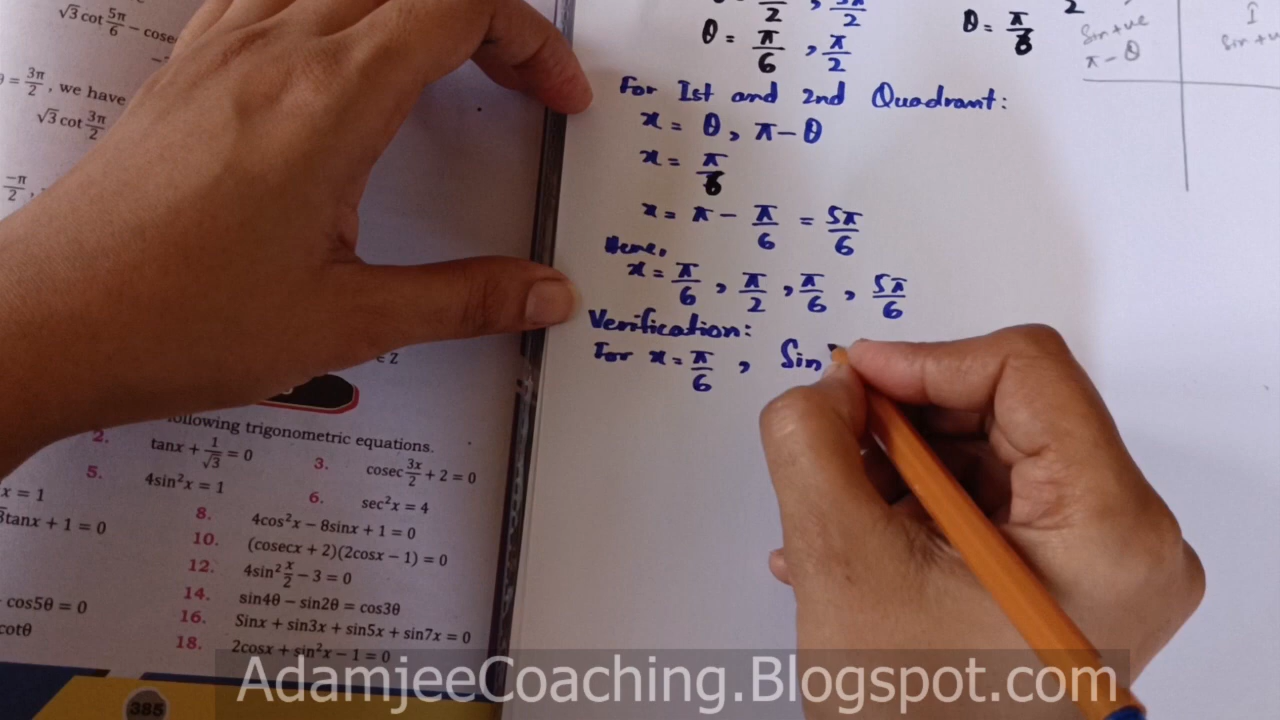 √3 cot 5π/6 − cosec
θ = 3π/2, we have
√3 cot 3π/2
−π/2,
∈ Z
following trigonometric equations.
2. tanx + 1/√3 = 0
3. cosec 3x/2 + 2 = 0
5. 4sin²x = 1
6. sec²x = 4
x = 1
8. 4cos²x − 8sinx + 1 = 0
tanx + 1 = 0
10. (cosecx + 2)(2cosx − 1) = 0
12. 4sin² x/2 − 3 = 0
14. sin4θ − sin2θ = cos3θ
cos5θ = 0
16. Sinx + sin3x + sin5x + sin7x = 0
cotθ
18. 2cosx + sin²x − 1 = 0
385
θ = π/6, π/2
θ = π/6
Sin +ve
π − θ
I
Sin +ve
For Ist and 2nd Quadrant:
x = θ, π − θ
x = π/6
x = π − π/6 = 5π/6
Hene,
x = π/6, π/2, π/6, 5π/6
Verification:
For x = π/6, Sin
AdamjeeCoaching.Blogspot.com